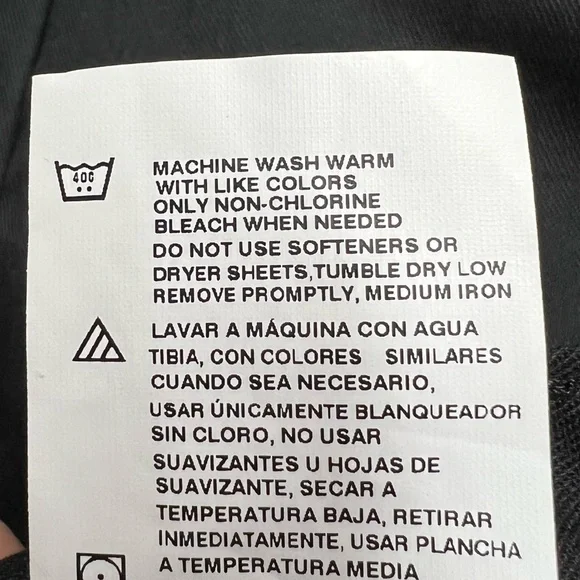 40C
MACHINE WASH WARM
WITH LIKE COLORS
ONLY NON-CHLORINE
BLEACH WHEN NEEDED
DO NOT USE SOFTENERS OR
DRYER SHEETS,TUMBLE DRY LOW
REMOVE PROMPTLY, MEDIUM IRON
LAVAR A MÁQUINA CON AGUA
TIBIA, CON COLORES SIMILARES
CUANDO SEA NECESARIO,
USAR ÚNICAMENTE BLANQUEADOR
SIN CLORO, NO USAR
SUAVIZANTES U HOJAS DE
SUAVIZANTE, SECAR A
TEMPERATURA BAJA, RETIRAR
INMEDIATAMENTE, USAR PLANCHA
A TEMPERATURA MEDIA